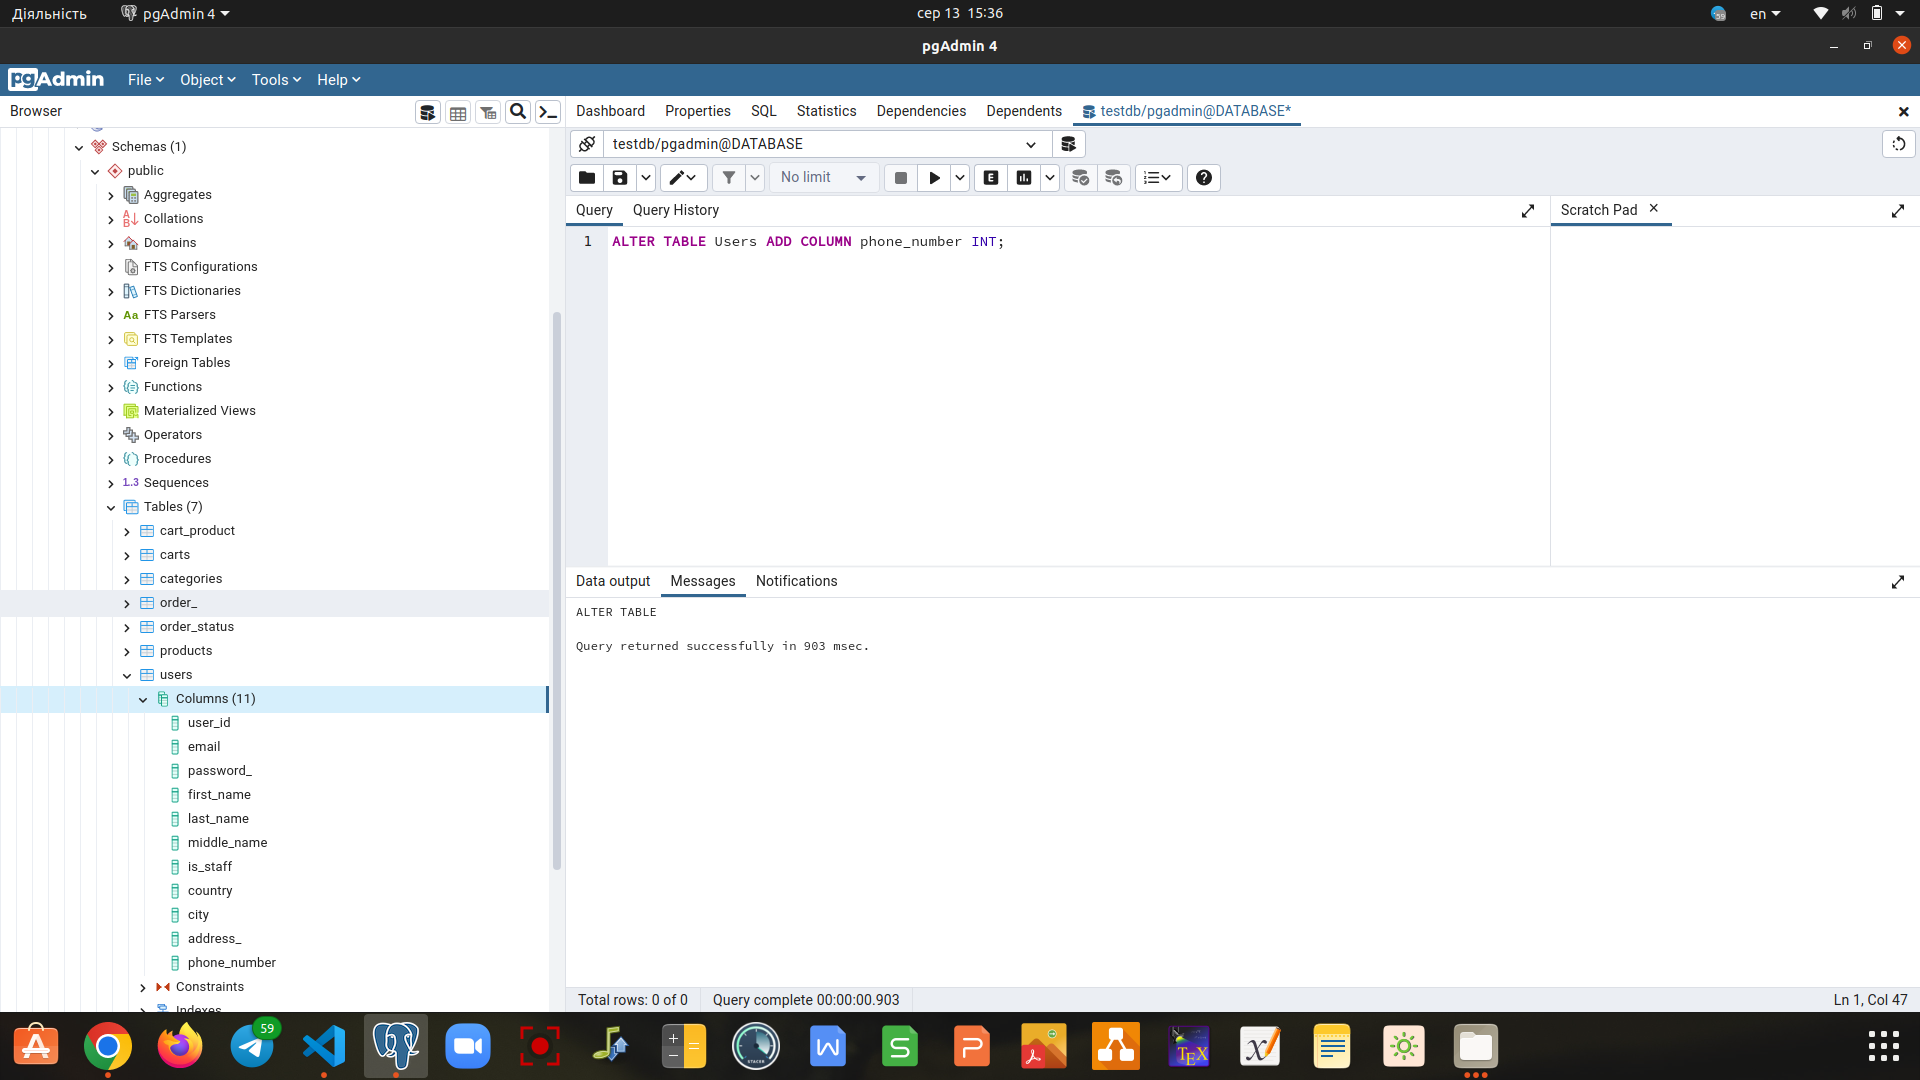 Діяльність
pgAdmin 4
сер 13 15:36
59
en
pgAdmin 4
pgAdmin
File
Object
Tools
Help
Browser
Dashboard
Properties
SQL
Statistics
Dependencies
Dependents
testdb/pgadmin@DATABASE*
testdb/pgadmin@DATABASE
No limit
E
Query
Query History
Scratch Pad
1
ALTER TABLE Users ADD COLUMN phone_number INT;
Schemas (1)
public
Aggregates
Collations
Domains
FTS Configurations
FTS Dictionaries
Aa FTS Parsers
FTS Templates
Foreign Tables
Functions
Materialized Views
Operators
Procedures
1..3 Sequences
Tables (7)
cart_product
carts
categories
order_
order_status
products
users
Columns (11)
user_id
email
password_
first_name
last_name
middle_name
is_staff
country
city
address_
phone_number
Constraints
Indexes
Data output
Messages
Notifications
ALTER TABLE
Query returned successfully in 903 msec.
Total rows: 0 of 0
Query complete 00:00:00.903
Ln 1, Col 47
59
STACER
W
S
P
TEX
X